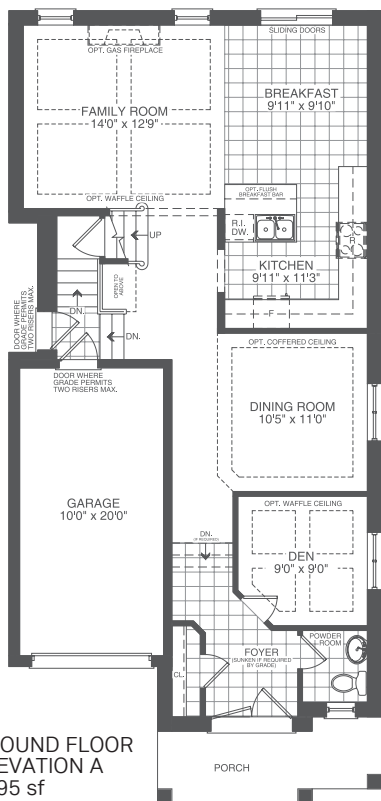 SLIDING DOORS
OPT. GAS FIREPLACE
BREAKFAST
9'11" x 9'10"
FAMILY ROOM
14'0" x 12'9"
OPT. FLUSH
BREAKFAST BAR
OPT. WAFFLE CEILING
R.I.
DW.
UP
R
KITCHEN
9'11" x 11'3"
OPEN TO
ABOVE
F
DN.
DOOR WHERE
GRADE PERMITS
TWO RISERS MAX.
DN.
OPT. COFFERED CEILING
DOOR WHERE
GRADE PERMITS
TWO RISERS MAX.
DINING ROOM
10'5" x 11'0"
GARAGE
10'0" x 20'0"
OPT. WAFFLE CEILING
DN.
(IF REQUIRED)
DEN
9'0" x 9'0"
POWDER
ROOM
FOYER
(SUNKEN IF REQUIRED
BY GRADE)
CL.
OUND FLOOR
EVATION A
95 sf
PORCH